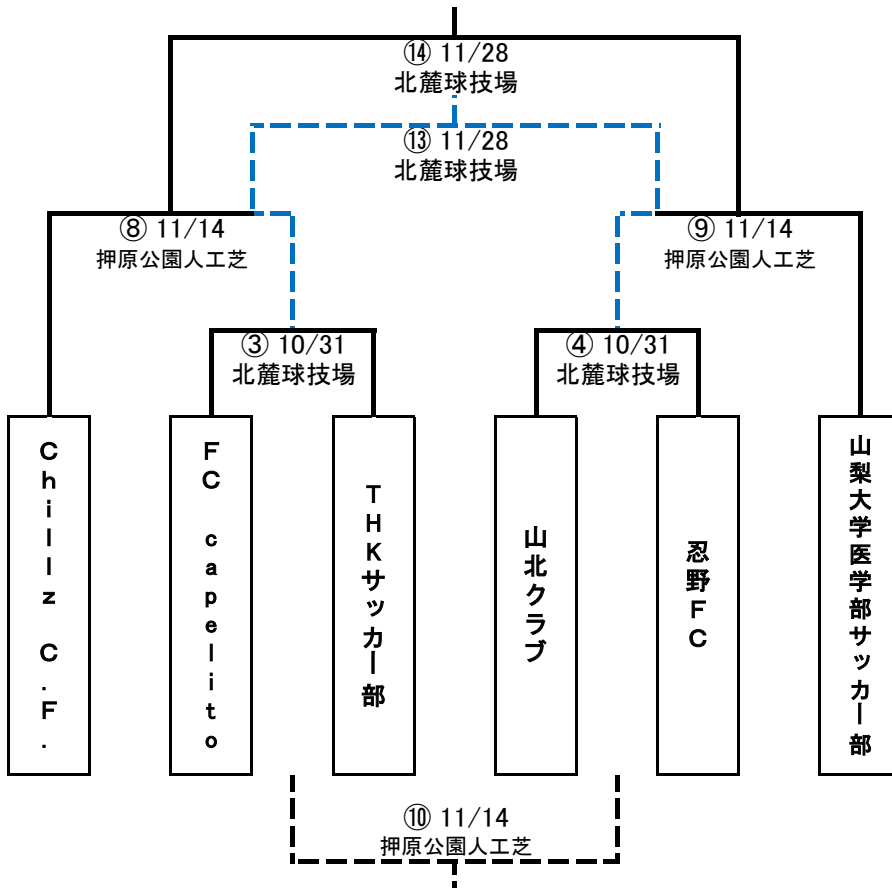 ⑭ 11/28
北麓球技場
⑬ 11/28
北麓球技場
⑧ 11/14
押原公園人工芝
⑨ 11/14
押原公園人工芝
③ 10/31
北麓球技場
④ 10/31
北麓球技場
Chillz C.F.
FC capelito
THKサッカー部
山北クラブ
忍野FC
山梨大学医学部サッカー部
⑩ 11/14
押原公園人工芝